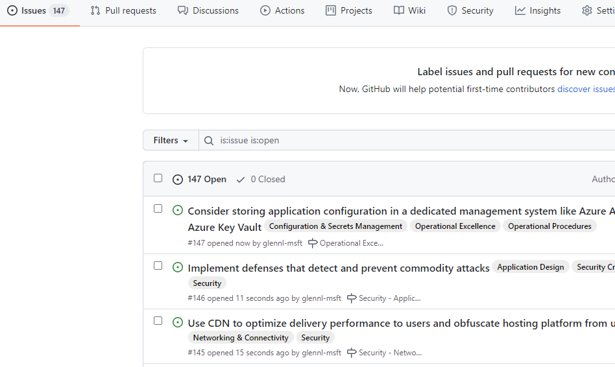 Issues 147 Pull requests Discussions Actions Projects Wiki Security Insights Setti
Label issues and pull requests for new con
Now, GitHub will help potential first-time contributors discover issues
Filters is:issue is:open
147 Open 0 Closed Autho
Consider storing application configuration in a dedicated management system like Azure A
Azure Key Vault Configuration & Secrets Management Operational Excellence Operational Procedures
#147 opened now by glennl-msft Operational Exce...
Implement defenses that detect and prevent commodity attacks Application Design Security Cr
Security
#146 opened 11 seconds ago by glennl-msft Security - Applic...
Use CDN to optimize delivery performance to users and obfuscate hosting platform from u
Networking & Connectivity Security
#145 opened 15 seconds ago by glennl-msft Security - Netwo...